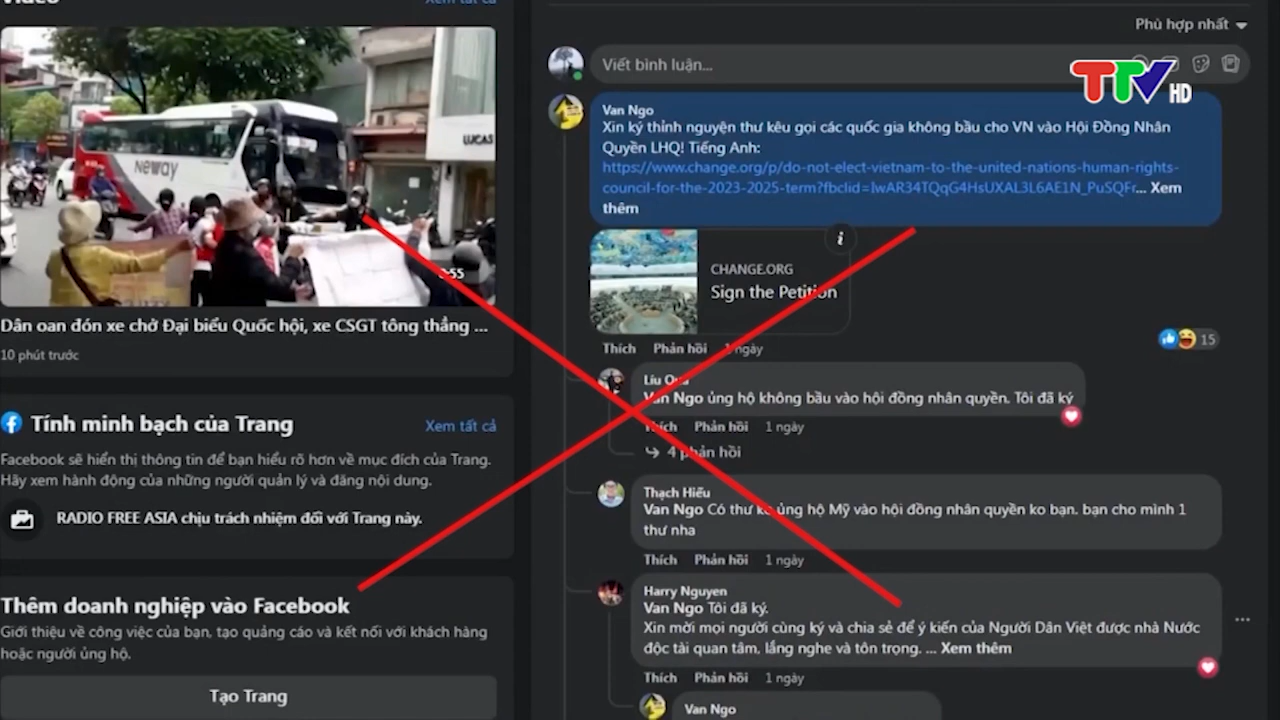 Video
Xem tất cả
Neway
LUCAS
3:55
Dân oan đón xe chở Đại biểu Quốc hội, xe CSGT tông thẳng ...
10 phút trước
Tính minh bạch của Trang
Xem tất cả
Facebook sẽ hiển thị thông tin để bạn hiểu rõ hơn về mục đích của Trang.
Hãy xem hành động của những người quản lý và đăng nội dung.
RADIO FREE ASIA chịu trách nhiệm đối với Trang này.
Thêm doanh nghiệp vào Facebook
Giới thiệu về công việc của bạn, tạo quảng cáo và kết nối với khách hàng
hoặc người ủng hộ.
Tạo Trang
Phù hợp nhất
Viết bình luận...
TTV HD
Van Ngo
Xin ký thỉnh nguyện thư kêu gọi các quốc gia không bầu cho VN vào Hội Đồng Nhân
Quyền LHQ! Tiếng Anh:
https://www.change.org/p/do-not-elect-vietnam-to-the-united-nations-human-rights-
council-for-the-2023-2025-term?fbclid=IwAR34TQqG4HsUXAL3L6AE1N_PuSQFr... Xem
thêm
CHANGE.ORG
Sign the Petition
Thích Phản hồi 1 ngày
15
Liu Qua
Van Ngo ủng hộ không bầu vào hội đồng nhân quyền. Tôi đã ký
Thích Phản hồi 1 ngày
4 phản hồi
Thạch Hiếu
Van Ngo Có thư ko ủng hộ Mỹ vào hội đồng nhân quyền ko bạn. bạn cho mình 1
thư nha
Thích Phản hồi 1 ngày
Harry Nguyen
Van Ngo Tôi đã ký.
Xin mời mọi người cùng ký và chia sẻ để ý kiến của Người Dân Việt được nhà Nước
độc tài quan tâm, lắng nghe và tôn trọng. ... Xem thêm
Thích Phản hồi 1 ngày
Van Ngo